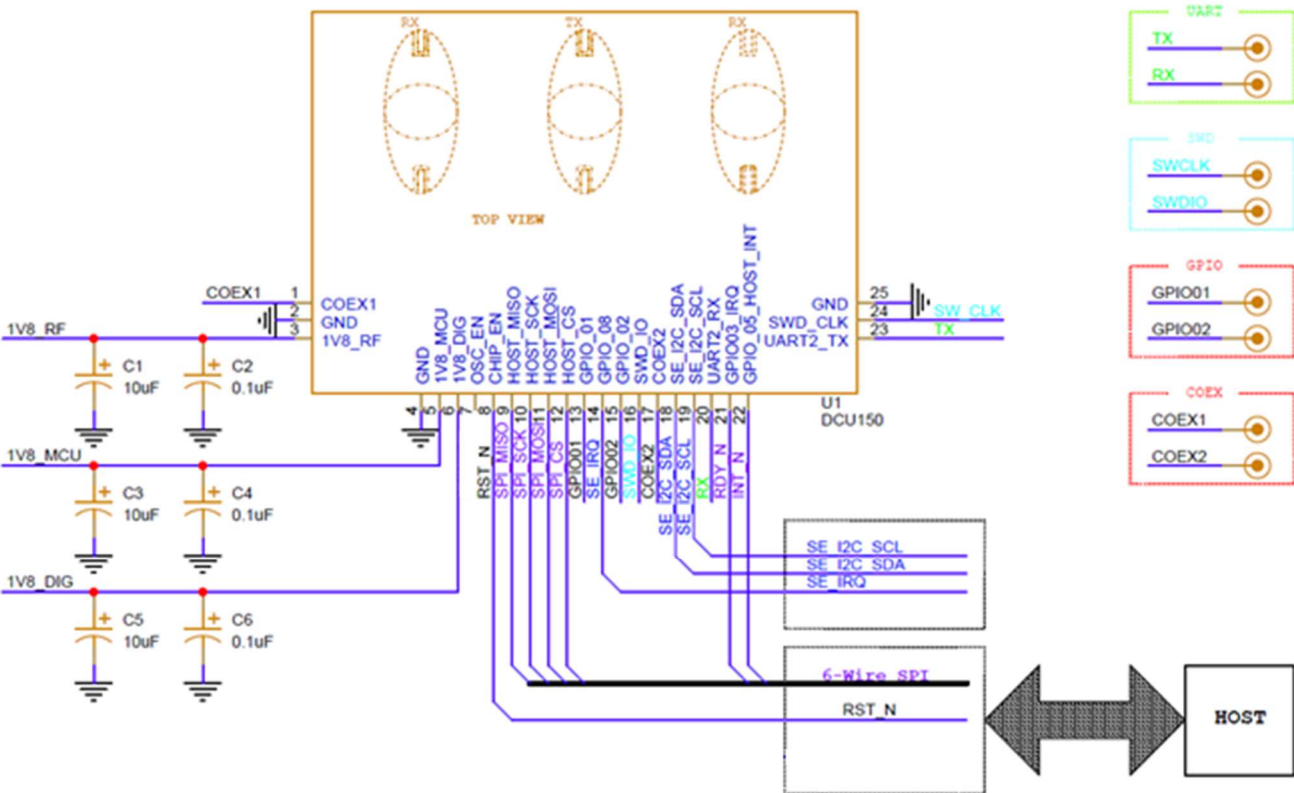 RX
TX
RX
TOP VIEW
COEX1
1
2
3
COEX1
GND
1V8_RF
1V8_RF
C1
10uF
C2
0.1uF
1V8_MCU
C3
10uF
C4
0.1uF
1V8_DIG
C5
10uF
C6
0.1uF
GND
1V8_MCU
1V8_DIG
OSC_EN
CHIP_EN
HOST_MISO
HOST_SCK
HOST_MOSI
HOST_CS
GPIO_01
GPIO_08
GPIO_02
SWD_IO
COEX2
SE_I2C_SDA
SE_I2C_SCL
UART2_RX
GPIO03_IRQ
GPIO_05_HOST_INT
4
5
6
7
8
9
10
11
12
13
14
15
16
17
18
19
20
21
22
RST_N
SPI_MISO
SPI_SCK
SPI_MOSI
SPI_CS
GPIO01
SE_IRQ
GPIO02
SWD_IO
COEX2
SE_I2C_SDA
SE_I2C_SCL
RX
RDY_N
INT_N
GND
SWD_CLK
UART2_TX
25
24
23
SW_CLK
TX
U1
DCU150
SE_I2C_SCL
SE_I2C_SDA
SE_IRQ
6-Wire SPI
RST_N
HOST
UART
TX
RX
SWD
SWCLK
SWDIO
GPIO
GPIO01
GPIO02
COEX
COEX1
COEX2